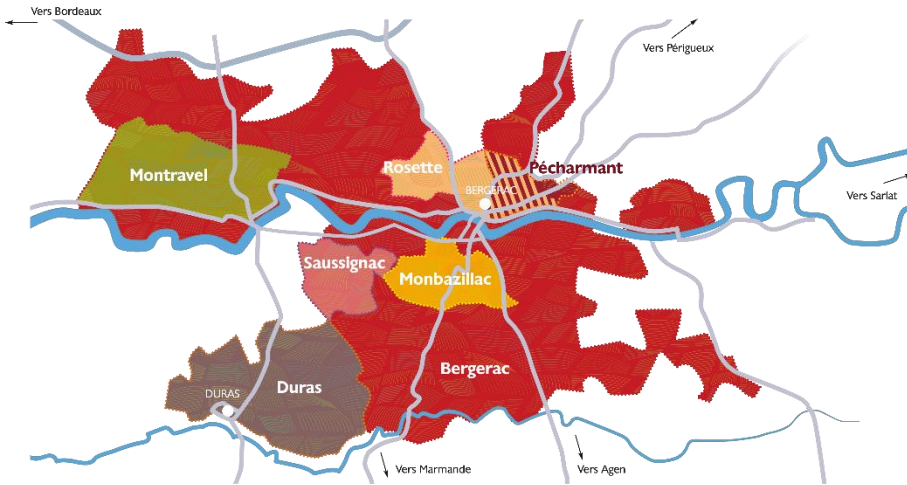 Vers Bordeaux
Vers Périgueux
Montravel
Rosette
Pécharmant
BERGERAC
Vers Sarlat
Saussignac
Monbazillac
Bergerac
Duras
DURAS
Vers Marmande
Vers Agen